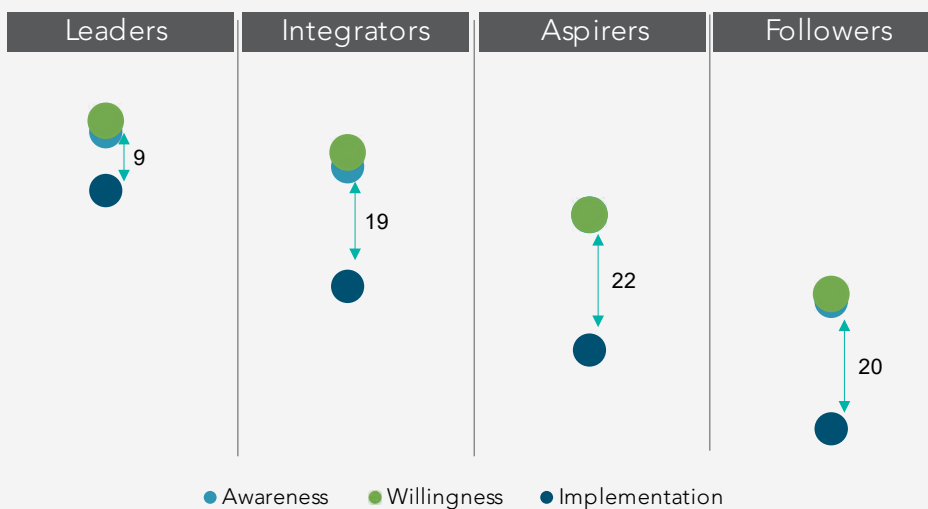 Leaders
Integrators
Aspirers
Followers
9
19
22
20
Awareness
Willingness
Implementation